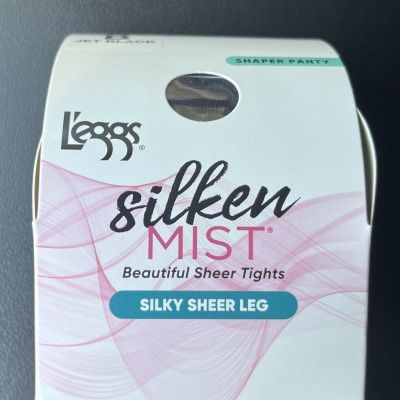 B
JET BLACK
SHAPER PANTY
L'eggs®
silken
MIST®
Beautiful Sheer Tights
SILKY SHEER LEG